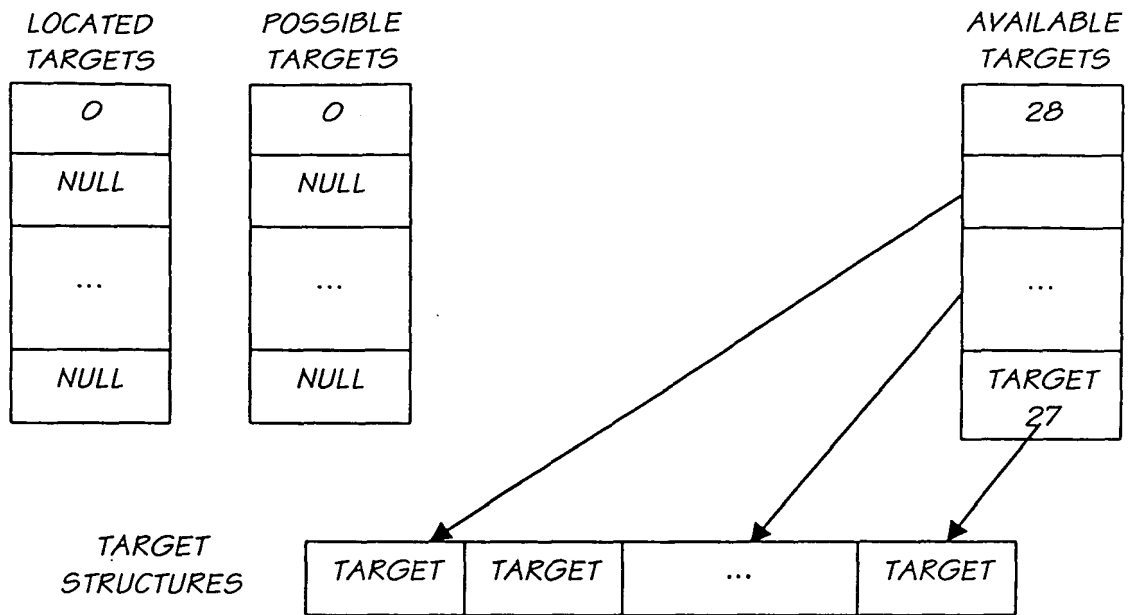 LOCATED
TARGETS
0
NULL
...
NULL
POSSIBLE
TARGETS
0
NULL
...
NULL
AVAILABLE
TARGETS
28
...
TARGET
27
TARGET
STRUCTURES
TARGET
TARGET
...
TARGET